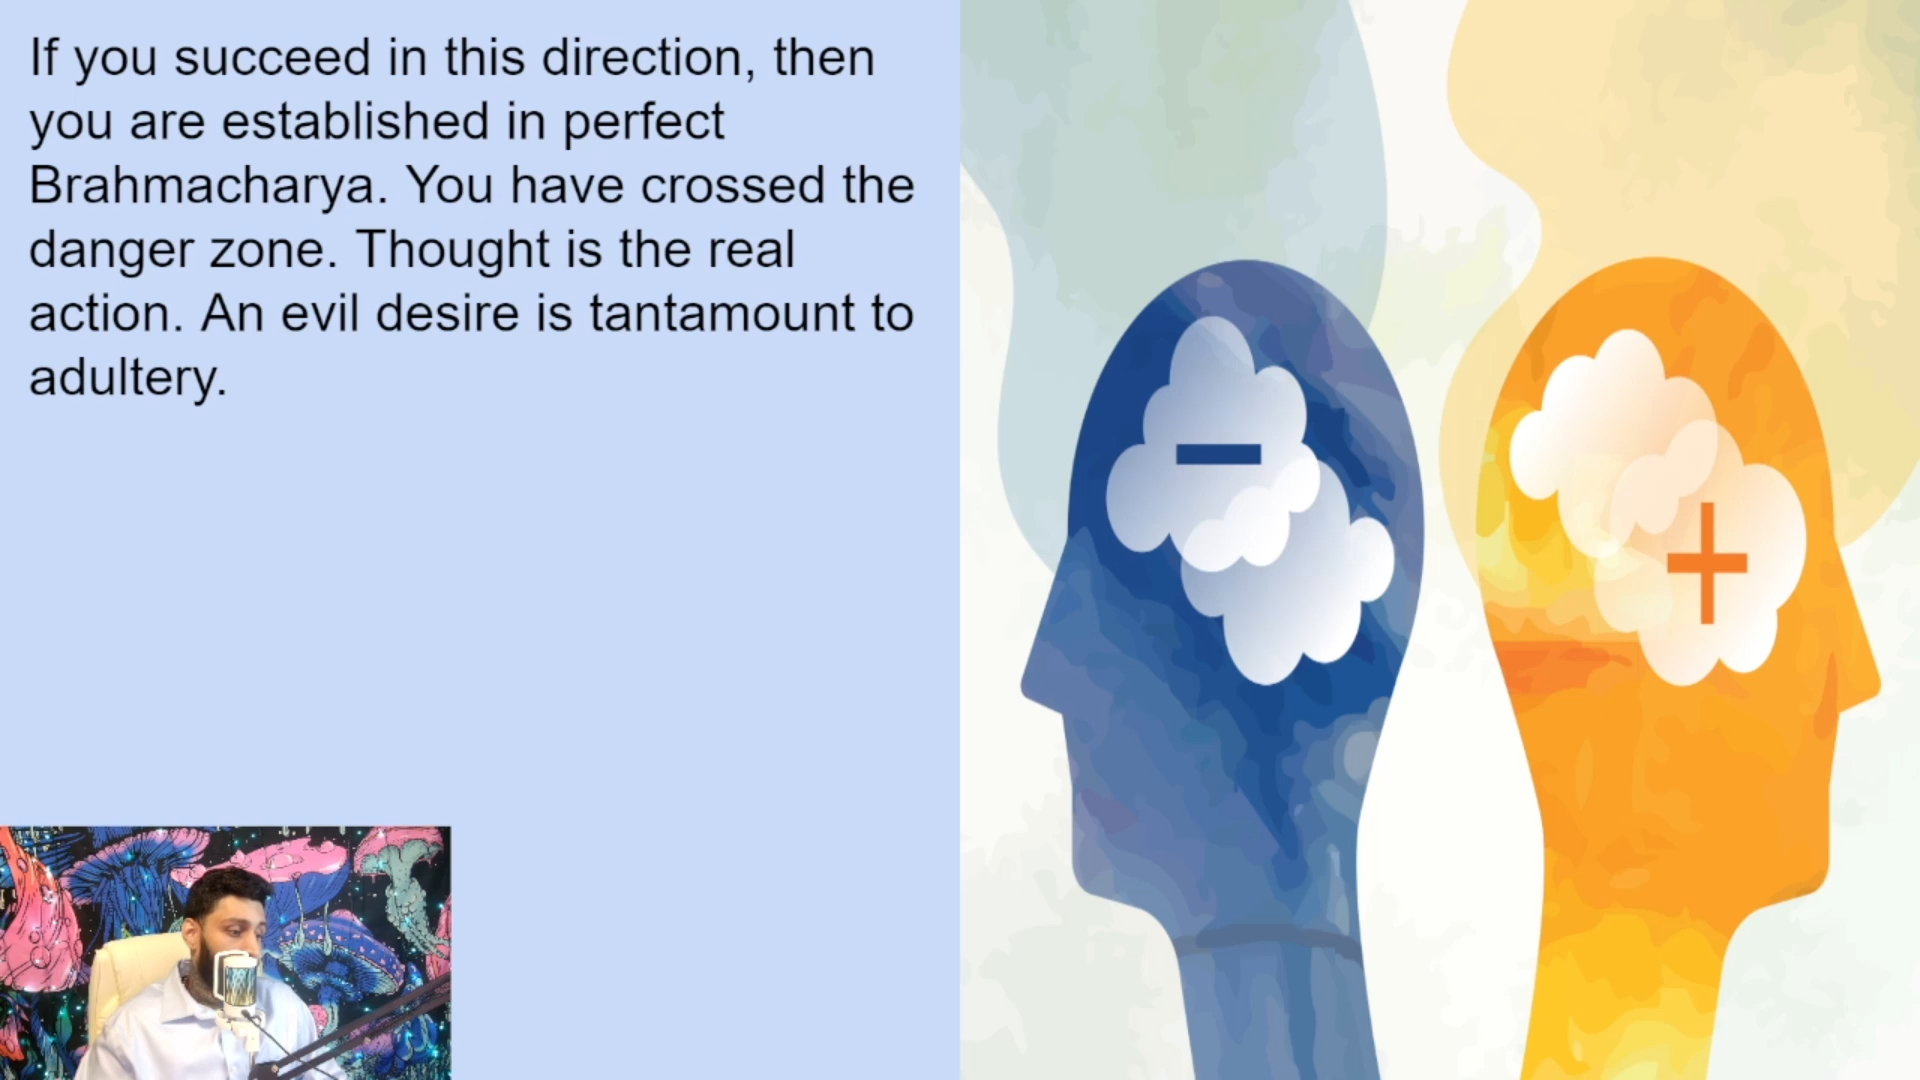 If you succeed in this direction, then
you are established in perfect
Brahmacharya. You have crossed the
danger zone. Thought is the real
action. An evil desire is tantamount to
adultery.